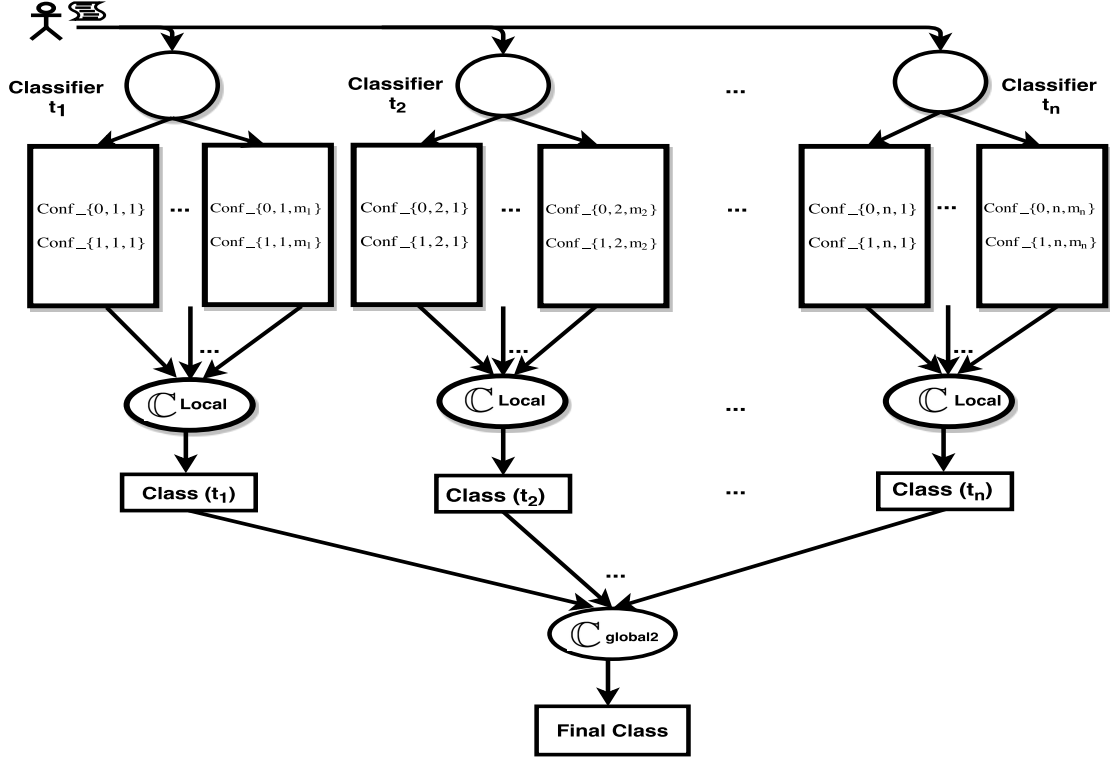 Classifier
t1
Classifier
t2
...
Classifier
tn
Conf_{0,1,1}
Conf_{1,1,1}
...
Conf_{0,1,m1}
Conf_{1,1,m1}
Conf_{0,2,1}
Conf_{1,2,1}
...
Conf_{0,2,m2}
Conf_{1,2,m2}
...
Conf_{0,n,1}
Conf_{1,n,1}
...
Conf_{0,n,mn}
Conf_{1,n,mn}
...
...
...
ℂ Local
ℂ Local
...
ℂ Local
Class (t1)
Class (t2)
...
Class (tn)
...
ℂ global2
Final Class